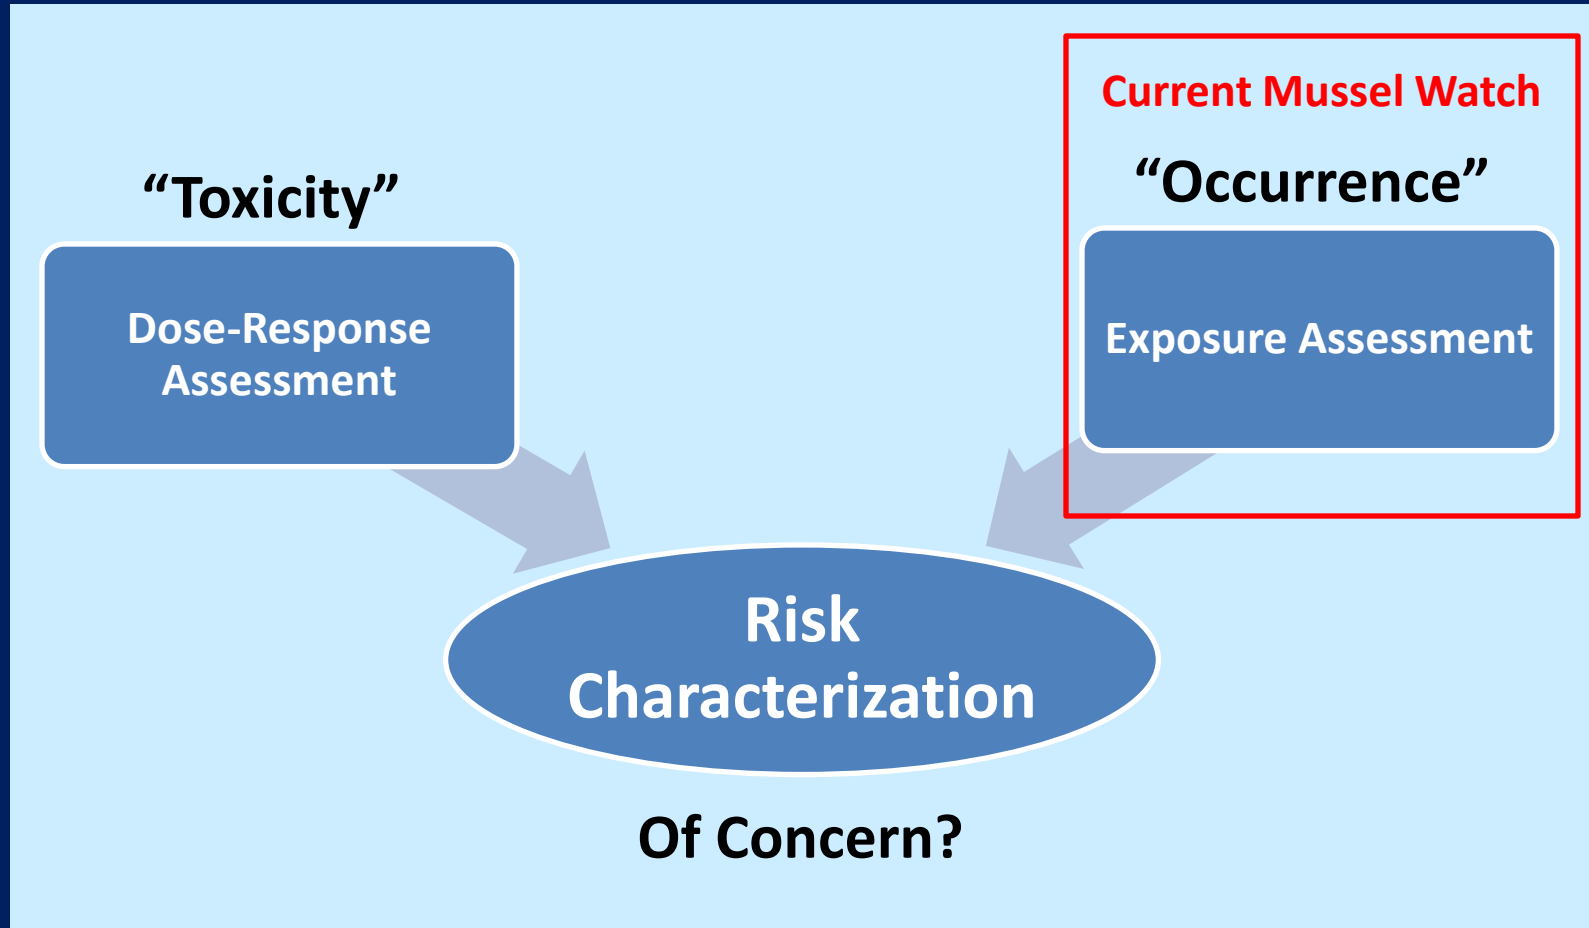 Current Mussel Watch
“Toxicity”
“Occurrence”
Dose-Response
Assessment
Exposure Assessment
Risk
Characterization
Of Concern?